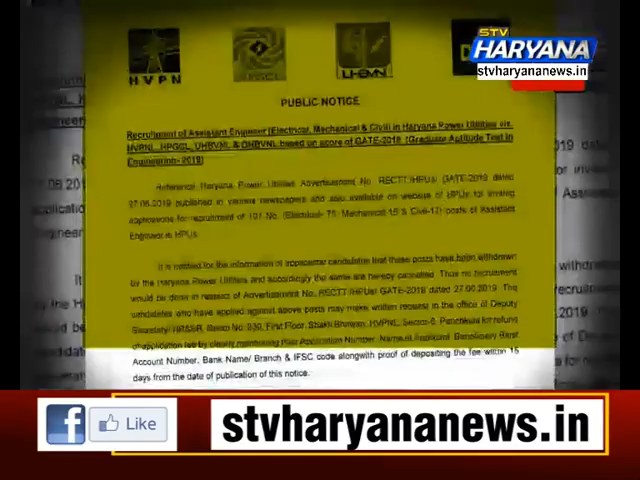 STV
HARYANA
stvharyananews.in
HVPN
PUBLIC NOTICE
Recruitment of Assistant Engineer (Electrical, Mechanical & Civil) in Haryana Power Utilities viz.
HVPNL, HPGCL, UHBVNL & DHBVNL based on score of GATE-2019 (Graduate Aptitude Test in
Engineering- 2019)
Reference Haryana Power Utilities Advertisement No. RECTT./HPUs/ GATE-2019 dated
27.06.2019 published in various newspapers and also available on website of HPUs for inviting
applications for recruitment of 107 No. (Electrical- 75, Mechanical 15 & Civil-17) posts of Assistant
Engineer in HPUs.
It is notified for the information of applicants/ candidates that these posts have been withdrawn
by the Haryana Power Utilities and accordingly the same are hereby cancelled. Thus no recruitment
would be done in respect of Advertisement No. RECTT./HPUs/ GATE-2019 dated 27.06.2019. The
candidates who have applied against above posts may make written request in the office of Deputy
Secretary/ First Floor, Shakti Bhawan, HVPNL, Sector-6, Panchkula for refund
of application fee by clearly mentioning their Application Number, Name of Applicant, Beneficiary Bank
Account Number, Bank Name/ Branch & IFSC code alongwith proof of depositing the fee within 15
days from the date of publication of this notice.
f Like
stvharyananews.in